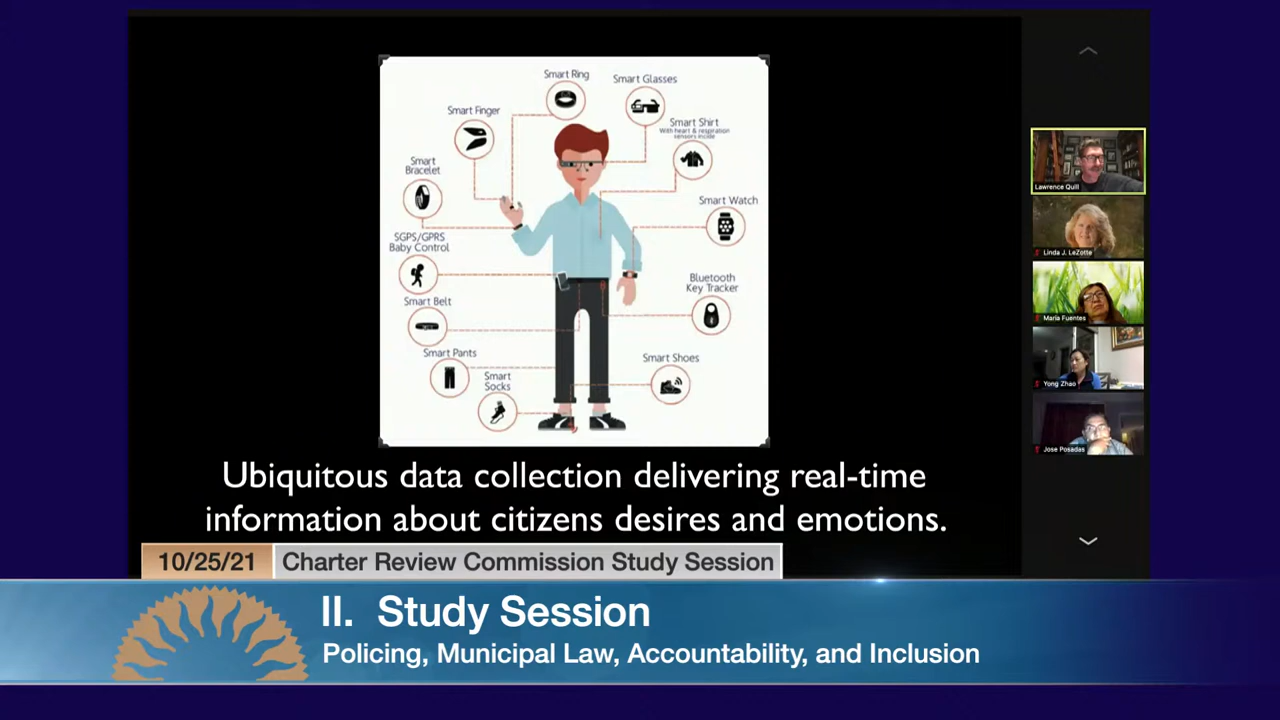 Smart Ring
Smart Glasses
Smart Finger
Smart Shirt
With heart & respiration
sensors inside
Smart
Bracelet
Smart Watch
SGPS/GPRS
Baby Control
Bluetooth
Key Tracker
Smart Belt
Smart Pants
Smart Shoes
Smart
Socks
Ubiquitous data collection delivering real-time
information about citizens desires and emotions.
Lawrence Quill
Linda J. LeZotte
Maria Fuentes
Yong Zhao
Jose Posadas
10/25/21 Charter Review Commission Study Session
II. Study Session
Policing, Municipal Law, Accountability, and Inclusion